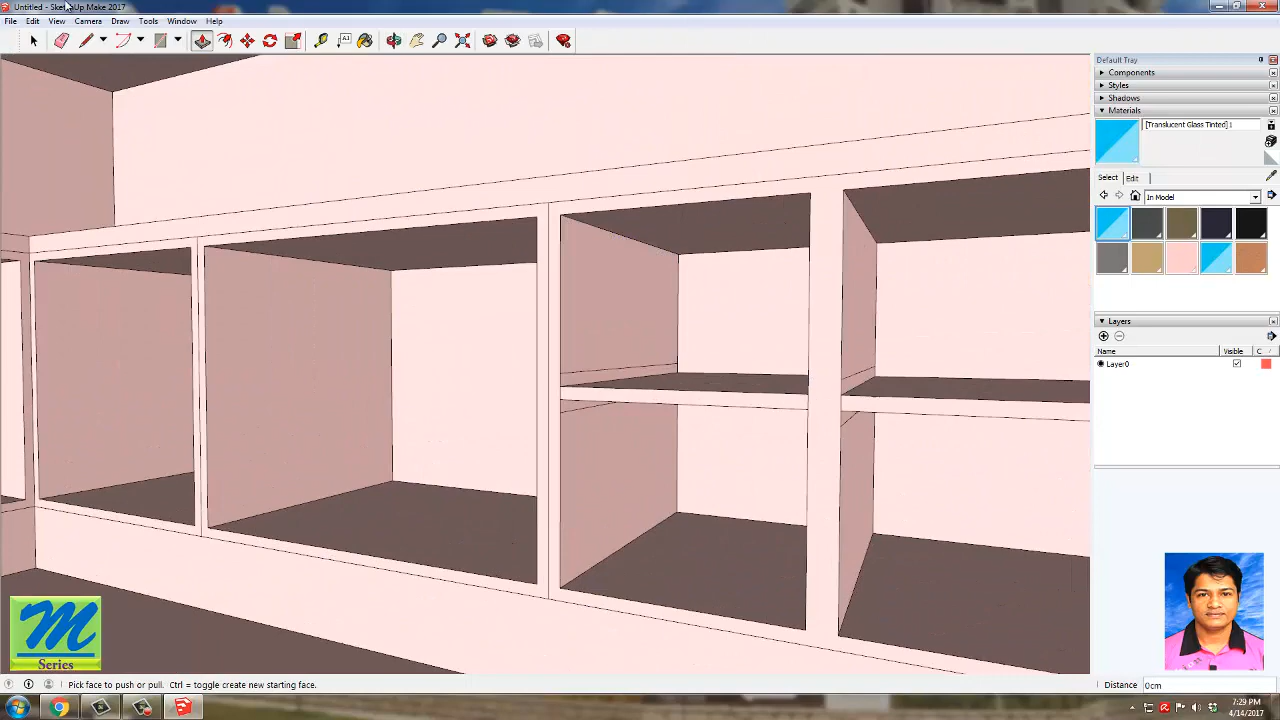 Untitled - SketchUp Make 2017
File Edit View Camera Draw Tools Window Help
Default Tray
Components
Styles
Shadows
Materials
[Translucent Glass Tinted]1
Select Edit
In Model
Layers
Name Visible C
Layer0
M
Series
Pick face to push or pull. Ctrl = toggle create new starting face.
Distance 0cm
7:29 PM
4/14/2017